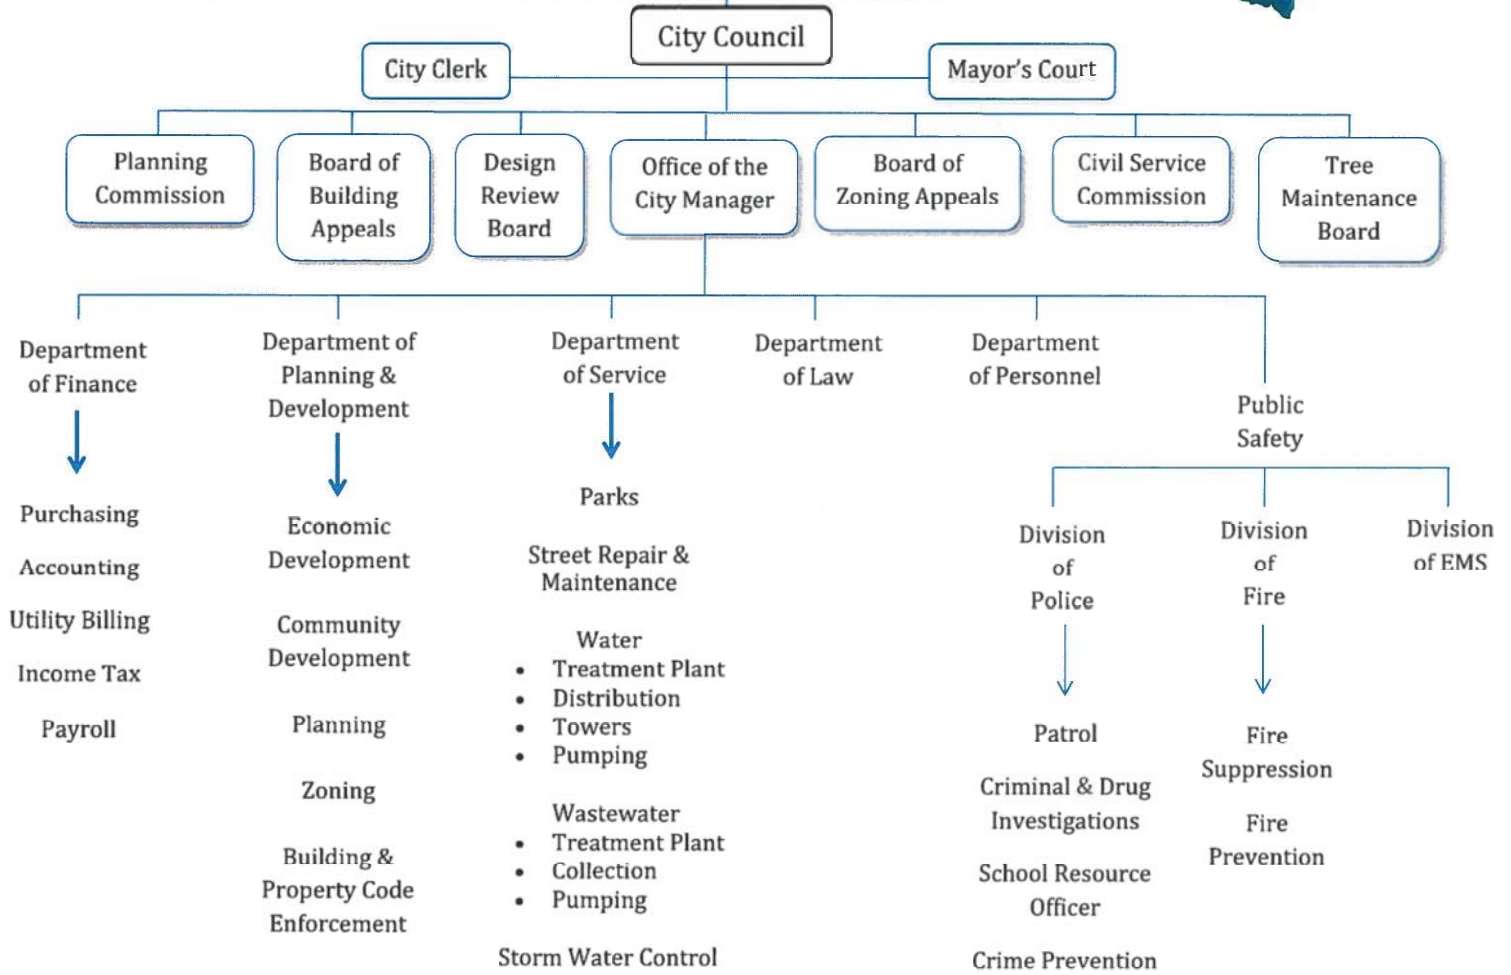 City Council
City Clerk
Mayor's Court
Planning
Commission
Board of
Building
Appeals
Design
Review
Board
Office of the
City Manager
Board of
Zoning Appeals
Civil Service
Commission
Tree
Maintenance
Board
Department
of Finance
Purchasing
Accounting
Utility Billing
Income Tax
Payroll
Department of
Planning &
Development
Economic
Development
Community
Development
Planning
Zoning
Building &
Property Code
Enforcement
Department
of Service
Parks
Street Repair &
Maintenance
Water
• Treatment Plant
• Distribution
• Towers
• Pumping
Wastewater
• Treatment Plant
• Collection
• Pumping
Storm Water Control
Department
of Law
Department
of Personnel
Public
Safety
Division
of
Police
Patrol
Criminal & Drug
Investigations
School Resource
Officer
Crime Prevention
Division
of
Fire
Fire
Suppression
Fire
Prevention
Division
of EMS